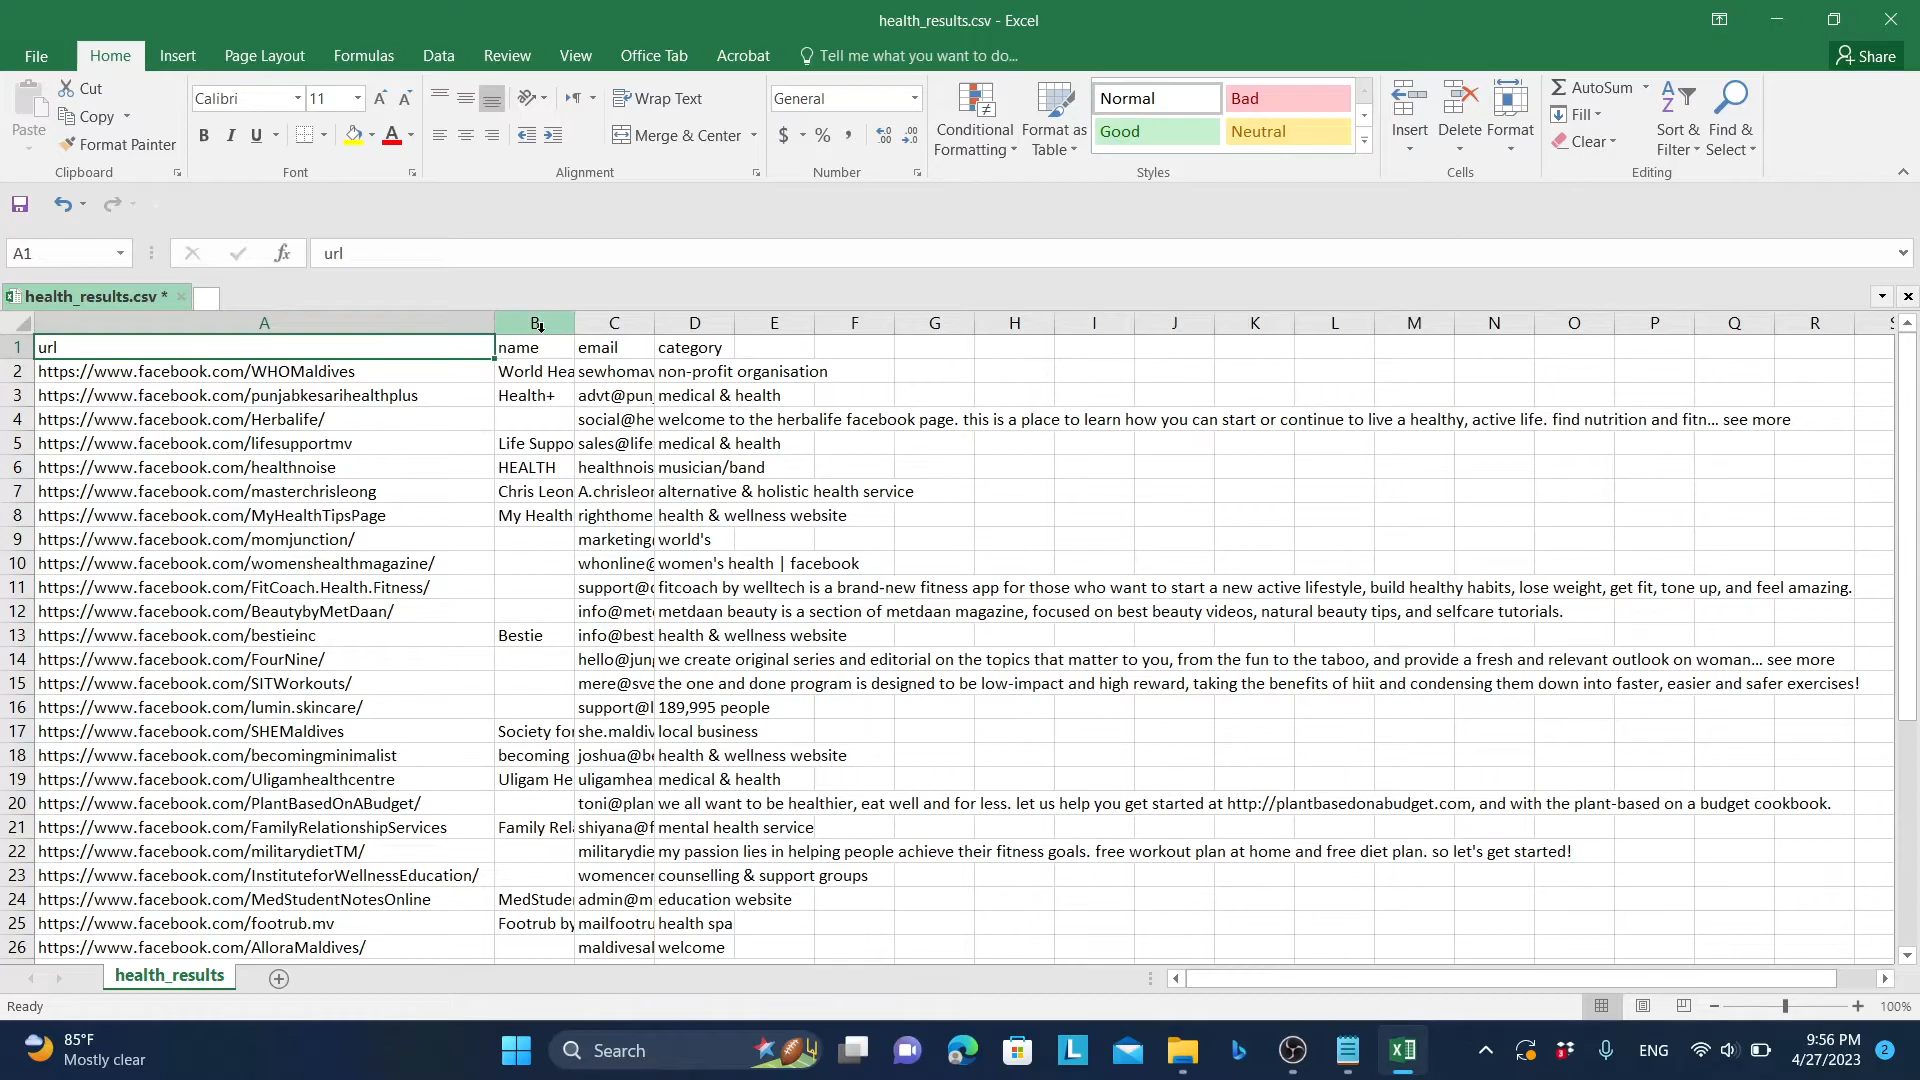 health_results.csv - Excel
File Home Insert Page Layout Formulas Data Review View Office Tab Acrobat Tell me what you want to do... Share
Cut
Copy
Format Painter
Paste
Calibri 11
B I U
Wrap Text
Merge & Center
General
$ % ,
Conditional Formatting
Format as Table
Normal Bad
Good Neutral
Insert Delete Format
AutoSum
Fill
Clear
Sort & Filter
Find & Select
Clipboard Font Alignment Number Styles Cells Editing
A1 fx url
health_results.csv *
A B C D E F G H I J K L M N O P Q R
1 url name email category
2 https://www.facebook.com/WHOMaldives World Hea sewhomav non-profit organisation
3 https://www.facebook.com/punjabkesarihealthplus Health+ advt@pun medical & health
4 https://www.facebook.com/Herbalife/ social@he welcome to the herbalife facebook page. this is a place to learn how you can start or continue to live a healthy, active life. find nutrition and fitn... see more
5 https://www.facebook.com/lifesupportmv Life Suppo sales@life medical & health
6 https://www.facebook.com/healthnoise HEALTH healthnois musician/band
7 https://www.facebook.com/masterchrisleong Chris Leon A.chrisleon alternative & holistic health service
8 https://www.facebook.com/MyHealthTipsPage My Health righthome health & wellness website
9 https://www.facebook.com/momjunction/ marketing@ world's
10 https://www.facebook.com/womenshealthmagazine/ whonline@ women's health | facebook
11 https://www.facebook.com/FitCoach.Health.Fitness/ support@ fitcoach by welltech is a brand-new fitness app for those who want to start a new active lifestyle, build healthy habits, lose weight, get fit, tone up, and feel amazing.
12 https://www.facebook.com/BeautybyMetDaan/ info@met metdaan beauty is a section of metdaan magazine, focused on best beauty videos, natural beauty tips, and selfcare tutorials.
13 https://www.facebook.com/bestieinc Bestie info@best health & wellness website
14 https://www.facebook.com/FourNine/ hello@jun we create original series and editorial on the topics that matter to you, from the fun to the taboo, and provide a fresh and relevant outlook on woman... see more
15 https://www.facebook.com/SITWorkouts/ mere@sve the one and done program is designed to be low-impact and high reward, taking the benefits of hiit and condensing them down into faster, easier and safer exercises!
16 https://www.facebook.com/lumin.skincare/ support@l 189,995 people
17 https://www.facebook.com/SHEMaldives Society for she.maldiv local business
18 https://www.facebook.com/becomingminimalist becoming joshua@be health & wellness website
19 https://www.facebook.com/Uligamhealthcentre Uligam He uligamhea medical & health
20 https://www.facebook.com/PlantBasedOnABudget/ toni@plan we all want to be healthier, eat well and for less. let us help you get started at http://plantbasedonabudget.com, and with the plant-based on a budget cookbook.
21 https://www.facebook.com/FamilyRelationshipServices Family Rel shiyana@f mental health service
22 https://www.facebook.com/militarydietTM/ militarydie my passion lies in helping people achieve their fitness goals. free workout plan at home and free diet plan. so let's get started!
23 https://www.facebook.com/InstituteforWellnessEducation/ womencen counselling & support groups
24 https://www.facebook.com/MedStudentNotesOnline MedStude admin@m education website
25 https://www.facebook.com/footrub.mv Footrub by mailfootru health spa
26 https://www.facebook.com/AlloraMaldives/ maldivesal welcome
health_results
Ready 100%
85°F
Mostly clear
Search
ENG
9:56 PM
4/27/2023
2